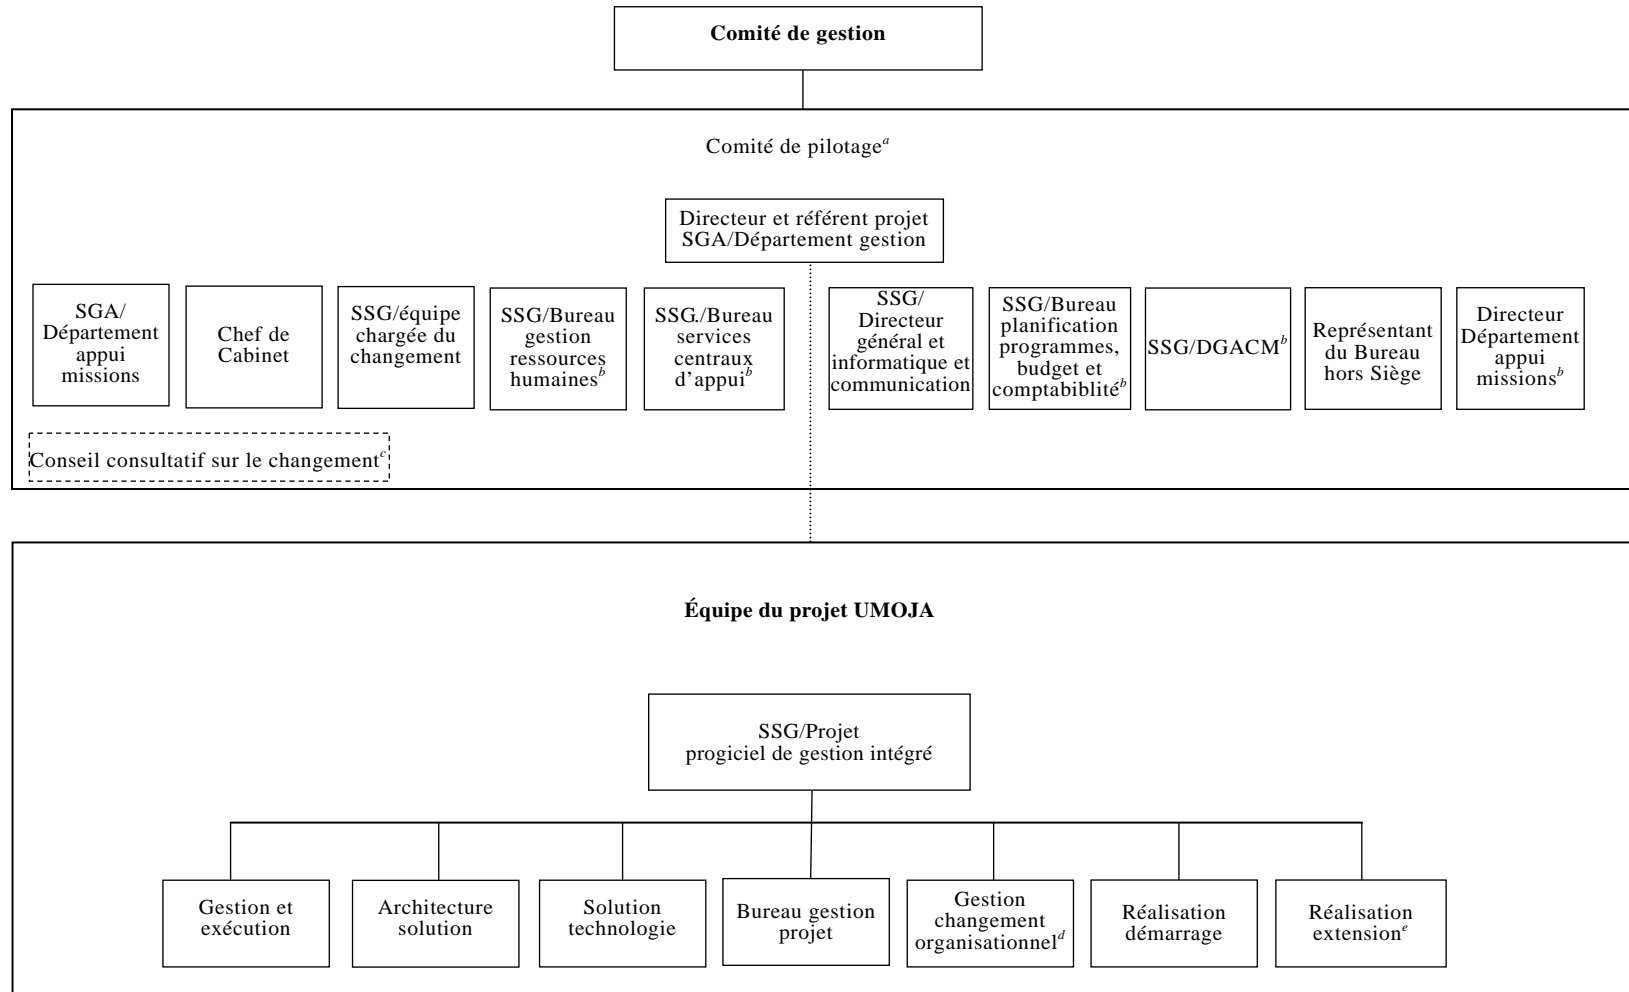 Comité de gestion
Comité de pilotage^a
Directeur et référent projet
SGA/Département gestion
SGA/
Département
appui
missions
Chef de
Cabinet
SSG/équipe
chargée du
changement
SSG/Bureau
gestion
ressources
humaines^b
SSG./Bureau
services
centraux
d'appui^b
SSG/
Directeur
général et
informatique et
communication
SSG/Bureau
planification
programmes,
budget et
comptabiblité^b
SSG/DGACM^b
Représentant
du Bureau
hors Siège
Directeur
Département
appui
missions^b
Conseil consultatif sur le changement^c
Équipe du projet UMOJA
SSG/Projet
progiciel de gestion intégré
Gestion et
exécution
Architecture
solution
Solution
technologie
Bureau gestion
projet
Gestion
changement
organisationnel^d
Réalisation
démarrage
Réalisation
extension^e